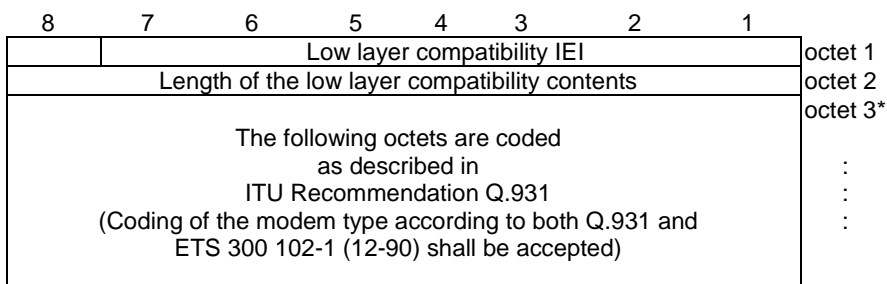 8 7 6 5 4 3 2 1
Low layer compatibility IEI octet 1
Length of the low layer compatibility contents octet 2
octet 3*
The following octets are coded
as described in :
ITU Recommendation Q.931 :
(Coding of the modem type according to both Q.931 and :
ETS 300 102-1 (12-90) shall be accepted)